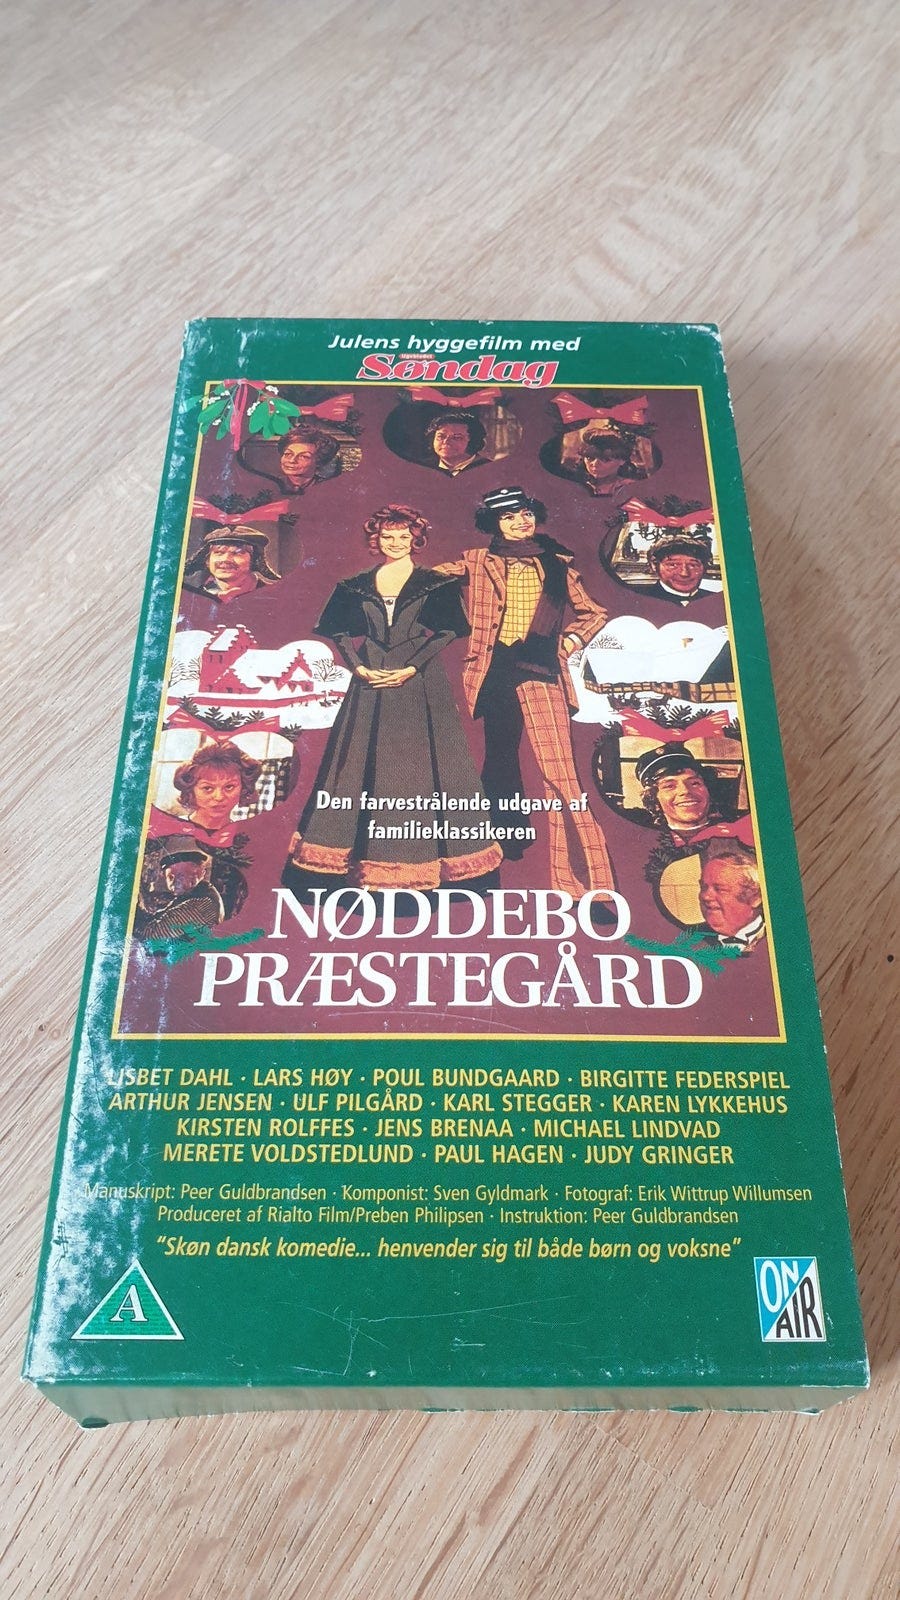 Julens hyggefilm med
Ugebladet
Søndag
Den farvestrålende udgave af
familieklassikeren
NØDDEBO
PRÆSTEGÅRD
LISBET DAHL · LARS HØY · POUL BUNDGAARD · BIRGITTE FEDERSPIEL
ARTHUR JENSEN · ULF PILGÅRD · KARL STEGGER · KAREN LYKKEHUS
KIRSTEN ROLFFES · JENS BRENAA · MICHAEL LINDVAD
MERETE VOLDSTEDLUND · PAUL HAGEN · JUDY GRINGER
Manuskript: Peer Guldbrandsen · Komponist: Sven Gyldmark · Fotograf: Erik Wittrup Willumsen
Produceret af Rialto Film/Preben Philipsen · Instruktion: Peer Guldbrandsen
"Skøn dansk komedie... henvender sig til både børn og voksne"
A
ON
AIR